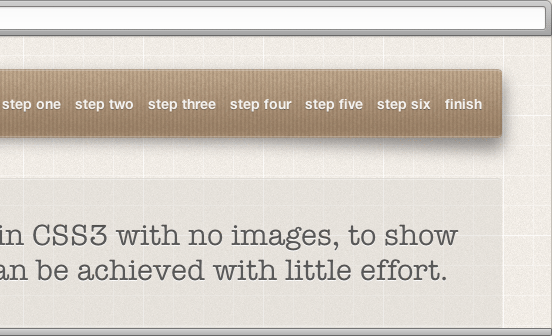 step one step two step three step four step five step six finish
in CSS3 with no images, to show
an be achieved with little effort.